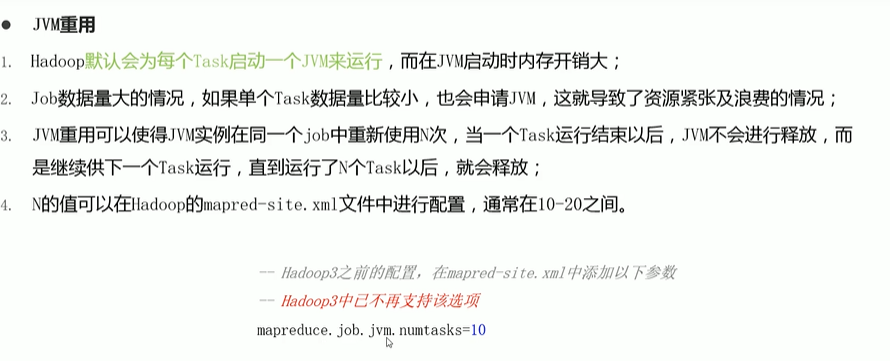 ● JVM重用
1. Hadoop默认会为每个Task启动一个JVM来运行，而在JVM启动时内存开销大；
2. Job数据量大的情况，如果单个Task数据量比较小，也会申请JVM，这就导致了资源紧张及浪费的情况；
3. JVM重用可以使得JVM实例在同一个job中重新使用N次，当一个Task运行结束以后，JVM不会进行释放，而
是继续供下一个Task运行，直到运行了N个Task以后，就会释放；
4. N的值可以在Hadoop的mapred-site.xml文件中进行配置，通常在10-20之间。
-- Hadoop3之前的配置，在mapred-site.xml中添加以下参数
-- Hadoop3中已不再支持该选项
mapreduce.job.jvm.numtasks=10